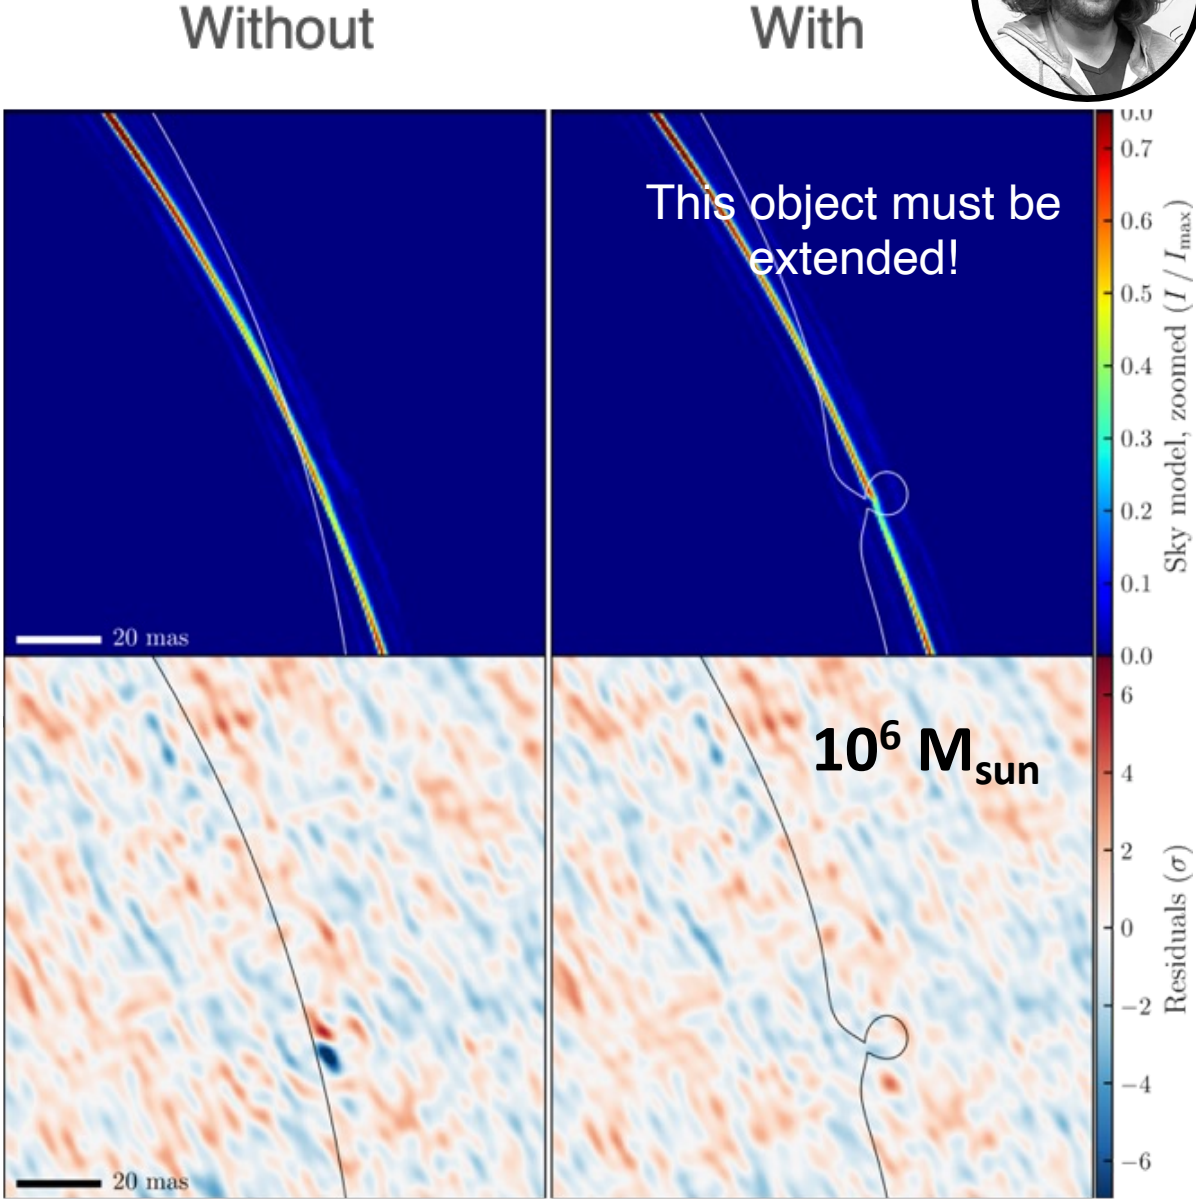 Without
With
This object must be
extended!
0.7
0.6
0.5
0.4
0.3
0.2
0.1
0.0
Sky model, zoomed (I / Imax)
20 mas
10⁶ Msun
6
4
2
0
−2
−4
−6
Residuals (σ)
20 mas